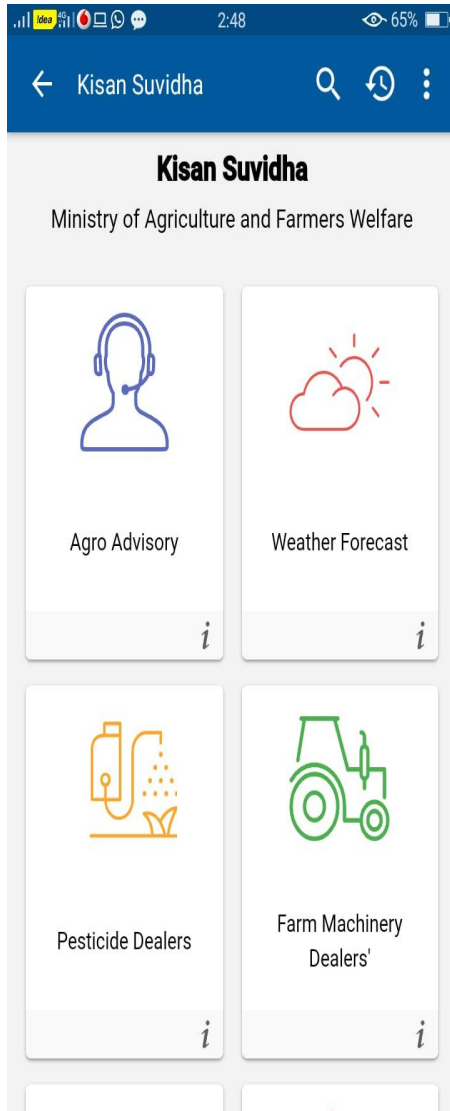 Idea 4G 2:48 65%
Kisan Suvidha
Kisan Suvidha
Ministry of Agriculture and Farmers Welfare
Agro Advisory
Weather Forecast
i
i
Pesticide Dealers
Farm Machinery
Dealers'
i
i